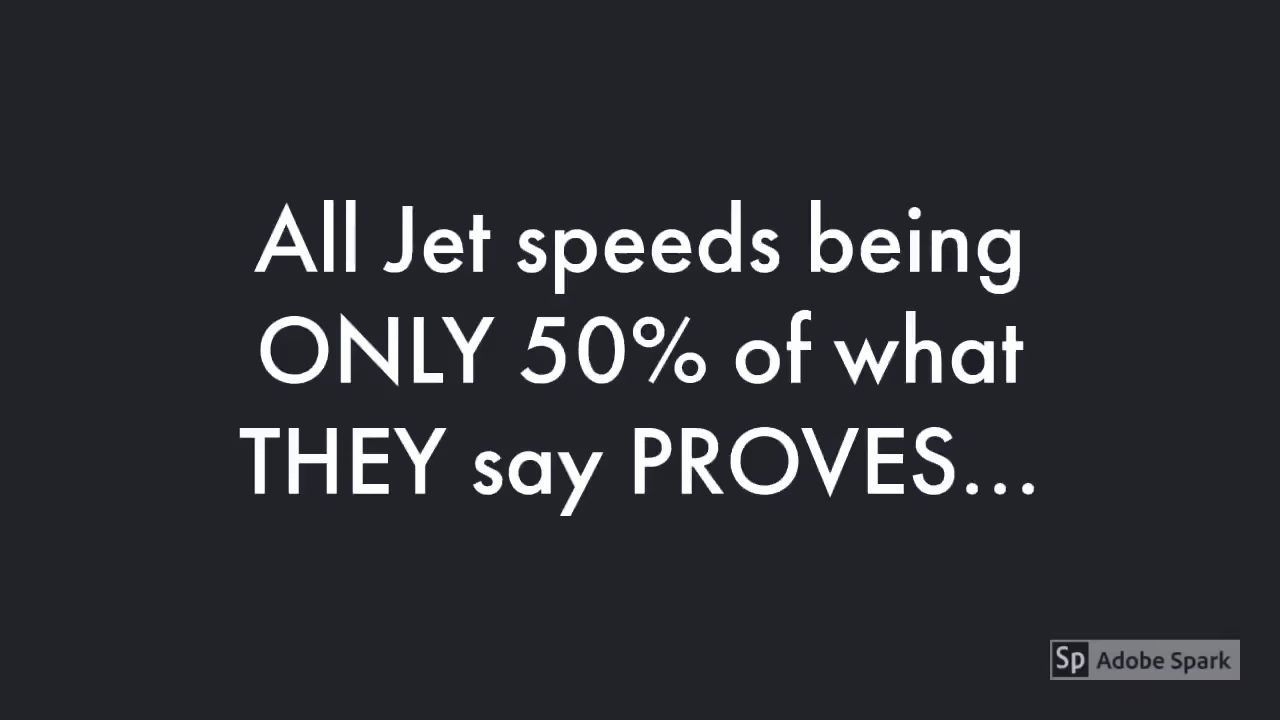 All Jet speeds being
ONLY 50% of what
THEY say PROVES...
Sp Adobe Spark